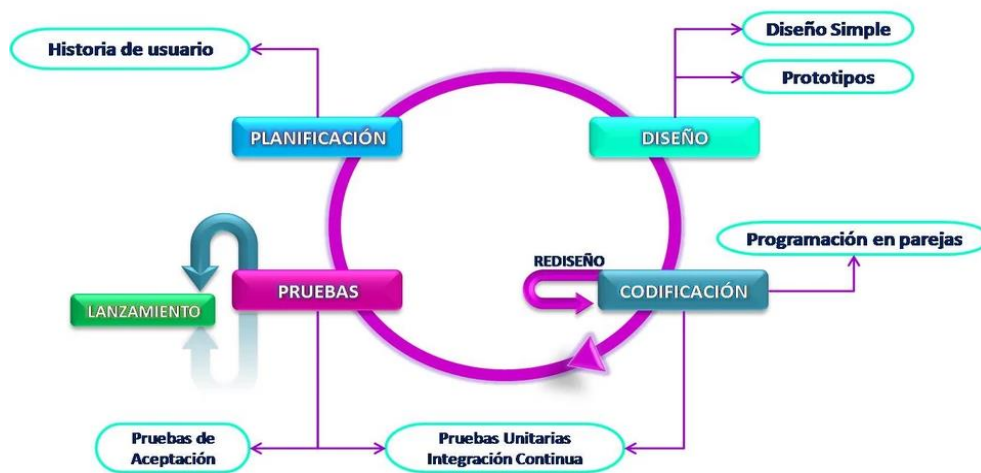 Historia de usuario
Diseño Simple
Prototipos
PLANIFICACIÓN
DISEÑO
Programación en parejas
REDISEÑO
PRUEBAS
CODIFICACIÓN
LANZAMIENTO
Pruebas de
Aceptación
Pruebas Unitarias
Integración Continua